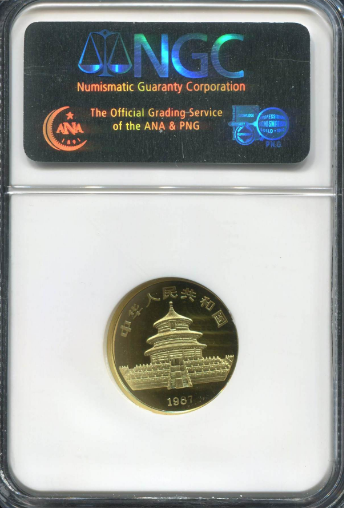 NGC
Numismatic Guaranty Corporation
The Official Grading Service
of the ANA & PNG
ANA
1891
PNG
中华人民共和国
1987